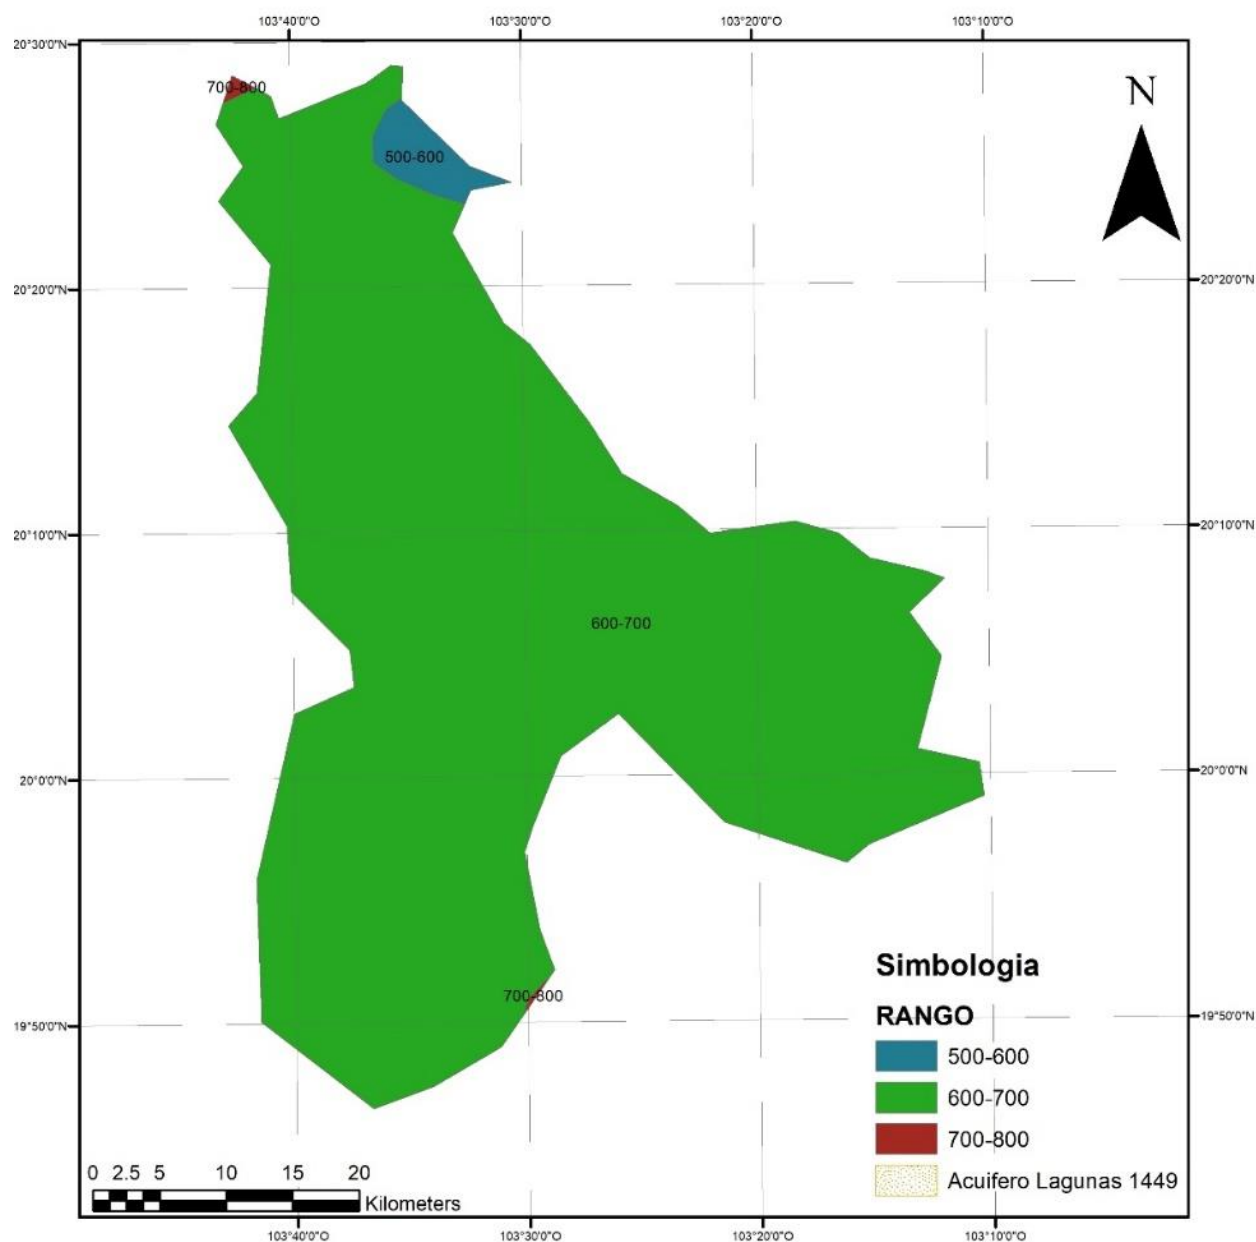 103°40'0"O 103°30'0"O 103°20'0"O 103°10'0"O
20°30'0"N
700-800
N
500-600
20°20'0"N 20°20'0"N
20°10'0"N 20°10'0"N
600-700
20°0'0"N 20°0'0"N
Simbologia
700-800
RANGO
19°50'0"N 19°50'0"N
500-600
600-700
700-800
0 2.5 5 10 15 20
Acuifero Lagunas 1449
Kilometers
103°40'0"O 103°30'0"O 103°20'0"O 103°10'0"O